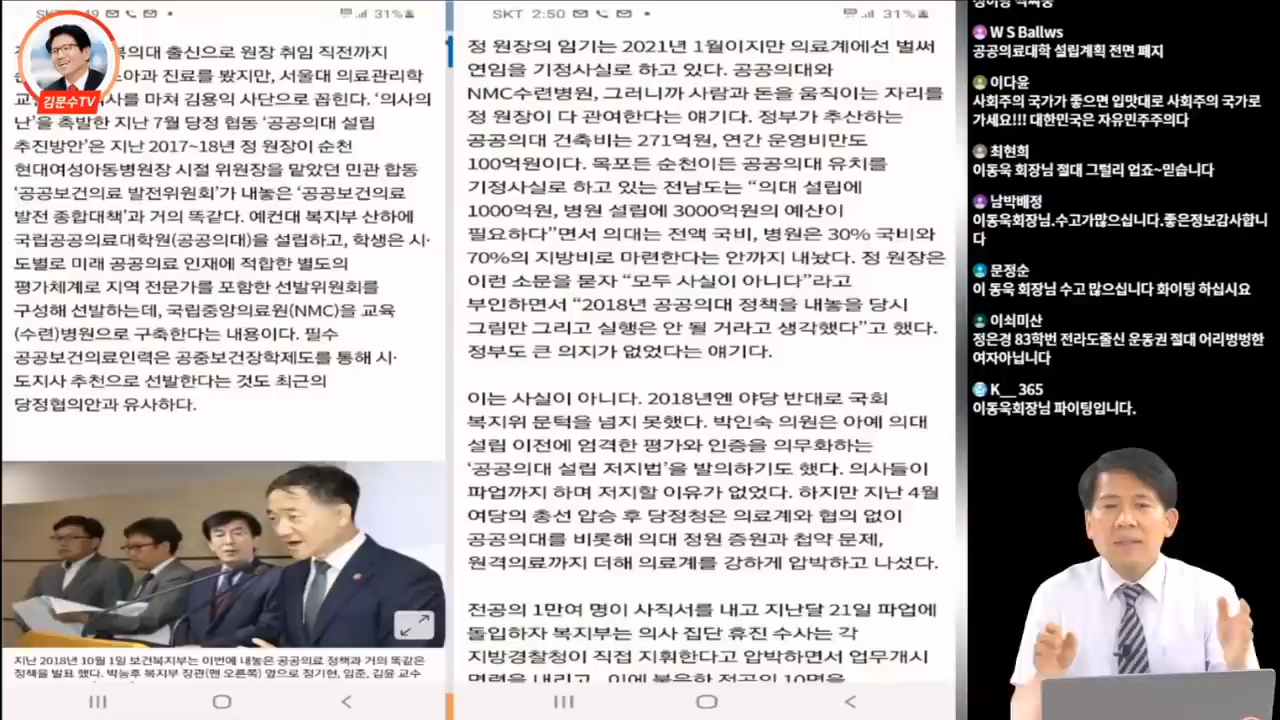 31%
북의대 출신으로 원장 취임 직전까지
과 진료를 봤지만, 서울대 의료관리학
교 사를 마쳐 김용익 사단으로 꼽힌다. ‘의사의
난’을 촉발한 지난 7월 당정 협동 ‘공공의대 설립
추진방안’은 지난 2017~18년 정 원장이 순천
현대여성아동병원장 시절 위원장을 맡았던 민관 합동
‘공공보건의료 발전위원회’가 내놓은 ‘공공보건의료
발전 종합대책’과 거의 똑같다. 예컨대 복지부 산하에
국립공공의료대학원(공공의대)을 설립하고, 학생은 시·
도별로 미래 공공의료 인재에 적합한 별도의
평가체계로 지역 전문가를 포함한 선발위원회를
구성해 선발하는데, 국립중앙의료원(NMC)을 교육
(수련)병원으로 구축한다는 내용이다. 필수
공공보건의료인력은 공중보건장학제도를 통해 시·
도지사 추천으로 선발한다는 것도 최근의
당정협의안과 유사하다.
지난 2018년 10월 1일 보건복지부는 이번에 내놓은 공공의료 정책과 거의 똑같은
정책을 발표 했다. 박능후 복지부 장관(맨 오른쪽) 옆으로 정기현, 임준, 김윤 교수
김문수TV
SKT 2:50 31%
정 원장의 임기는 2021년 1월이지만 의료계에선 벌써
연임을 기정사실로 하고 있다. 공공의대와
NMC수련병원, 그러니까 사람과 돈을 움직이는 자리를
정 원장이 다 관여한다는 얘기다. 정부가 추산하는
공공의대 건축비는 271억원, 연간 운영비만도
100억원이다. 목포든 순천이든 공공의대 유치를
기정사실로 하고 있는 전남도는 “의대 설립에
1000억원, 병원 설립에 3000억원의 예산이
필요하다”면서 의대는 전액 국비, 병원은 30% 국비와
70%의 지방비로 마련한다는 안까지 내놨다. 정 원장은
이런 소문을 묻자 “모두 사실이 아니다”라고
부인하면서 “2018년 공공의대 정책을 내놓을 당시
그림만 그리고 실행은 안 될 거라고 생각했다”고 했다.
정부도 큰 의지가 없었다는 얘기다.
이는 사실이 아니다. 2018년엔 야당 반대로 국회
복지위 문턱을 넘지 못했다. 박인숙 의원은 아예 의대
설립 이전에 엄격한 평가와 인증을 의무화하는
‘공공의대 설립 저지법’을 발의하기도 했다. 의사들이
파업까지 하며 저지할 이유가 없었다. 하지만 지난 4월
여당의 총선 압승 후 당정청은 의료계와 협의 없이
공공의대를 비롯해 의대 정원 증원과 첩약 문제,
원격의료까지 더해 의료계를 강하게 압박하고 나섰다.
전공의 1만여 명이 사직서를 내고 지난달 21일 파업에
돌입하자 복지부는 의사 집단 휴진 수사는 각
지방경찰청이 직접 지휘한다고 압박하면서 업무개시
명령을 내리고, 이에 불응한 전공의 10명을
W S Ballws
공공의료대학 설립계획 전면 폐지
이다윤
사회주의 국가가 좋으면 입맛대로 사회주의 국가로
가세요!!! 대한민국은 자유민주주의다
최현희
이동욱 회장님 절대 그럴리 업죠~믿습니다
남박배정
이동욱회장님.수고가많으십니다.좋은정보감사합니
다
문정순
이 동욱 회장님 수고 많으십니다 화이팅 하십시요
이쇠미산
정은경 83학번 전라도출신 운동권 절대 어리벙벙한
여자아닙니다
K__365
이동욱회장님 파이팅입니다.